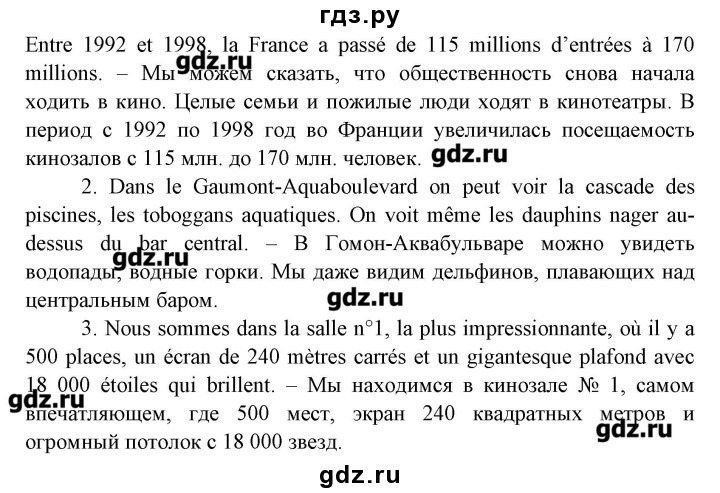 гдз.ру
Entre 1992 et 1998, la France a passé de 115 millions d’entrées à 170
millions. – Мы можем сказать, что общественность снова начала
ходить в кино. Целые семьи и пожилые люди ходят в кинотеатры. В
период с 1992 по 1998 год во Франции увеличилась посещаемость
кинозалов с 115 млн. до 170 млн. человек.
2. Dans le Gaumont-Aquaboulevard on peut voir la cascade des
piscines, les toboggans aquatiques. On voit même les dauphins nager au-
dessus du bar central. – В Гомон-Аквабульваре можно увидеть
водопады, водные горки. Мы даже видим дельфинов, плавающих над
центральным баром.
3. Nous sommes dans la salle n°1, la plus impressionnante, où il y a
500 places, un écran de 240 mètres carrés et un gigantesque plafond avec
18 000 étoiles qui brillent. – Мы находимся в кинозале № 1, самом
впечатляющем, где 500 мест, экран 240 квадратных метров и
огромный потолок с 18 000 звезд.
gdz.ru
gdz.ru
gdz.ru
gdz.ru
gdz.ru
gdz.ru
gdz.ru